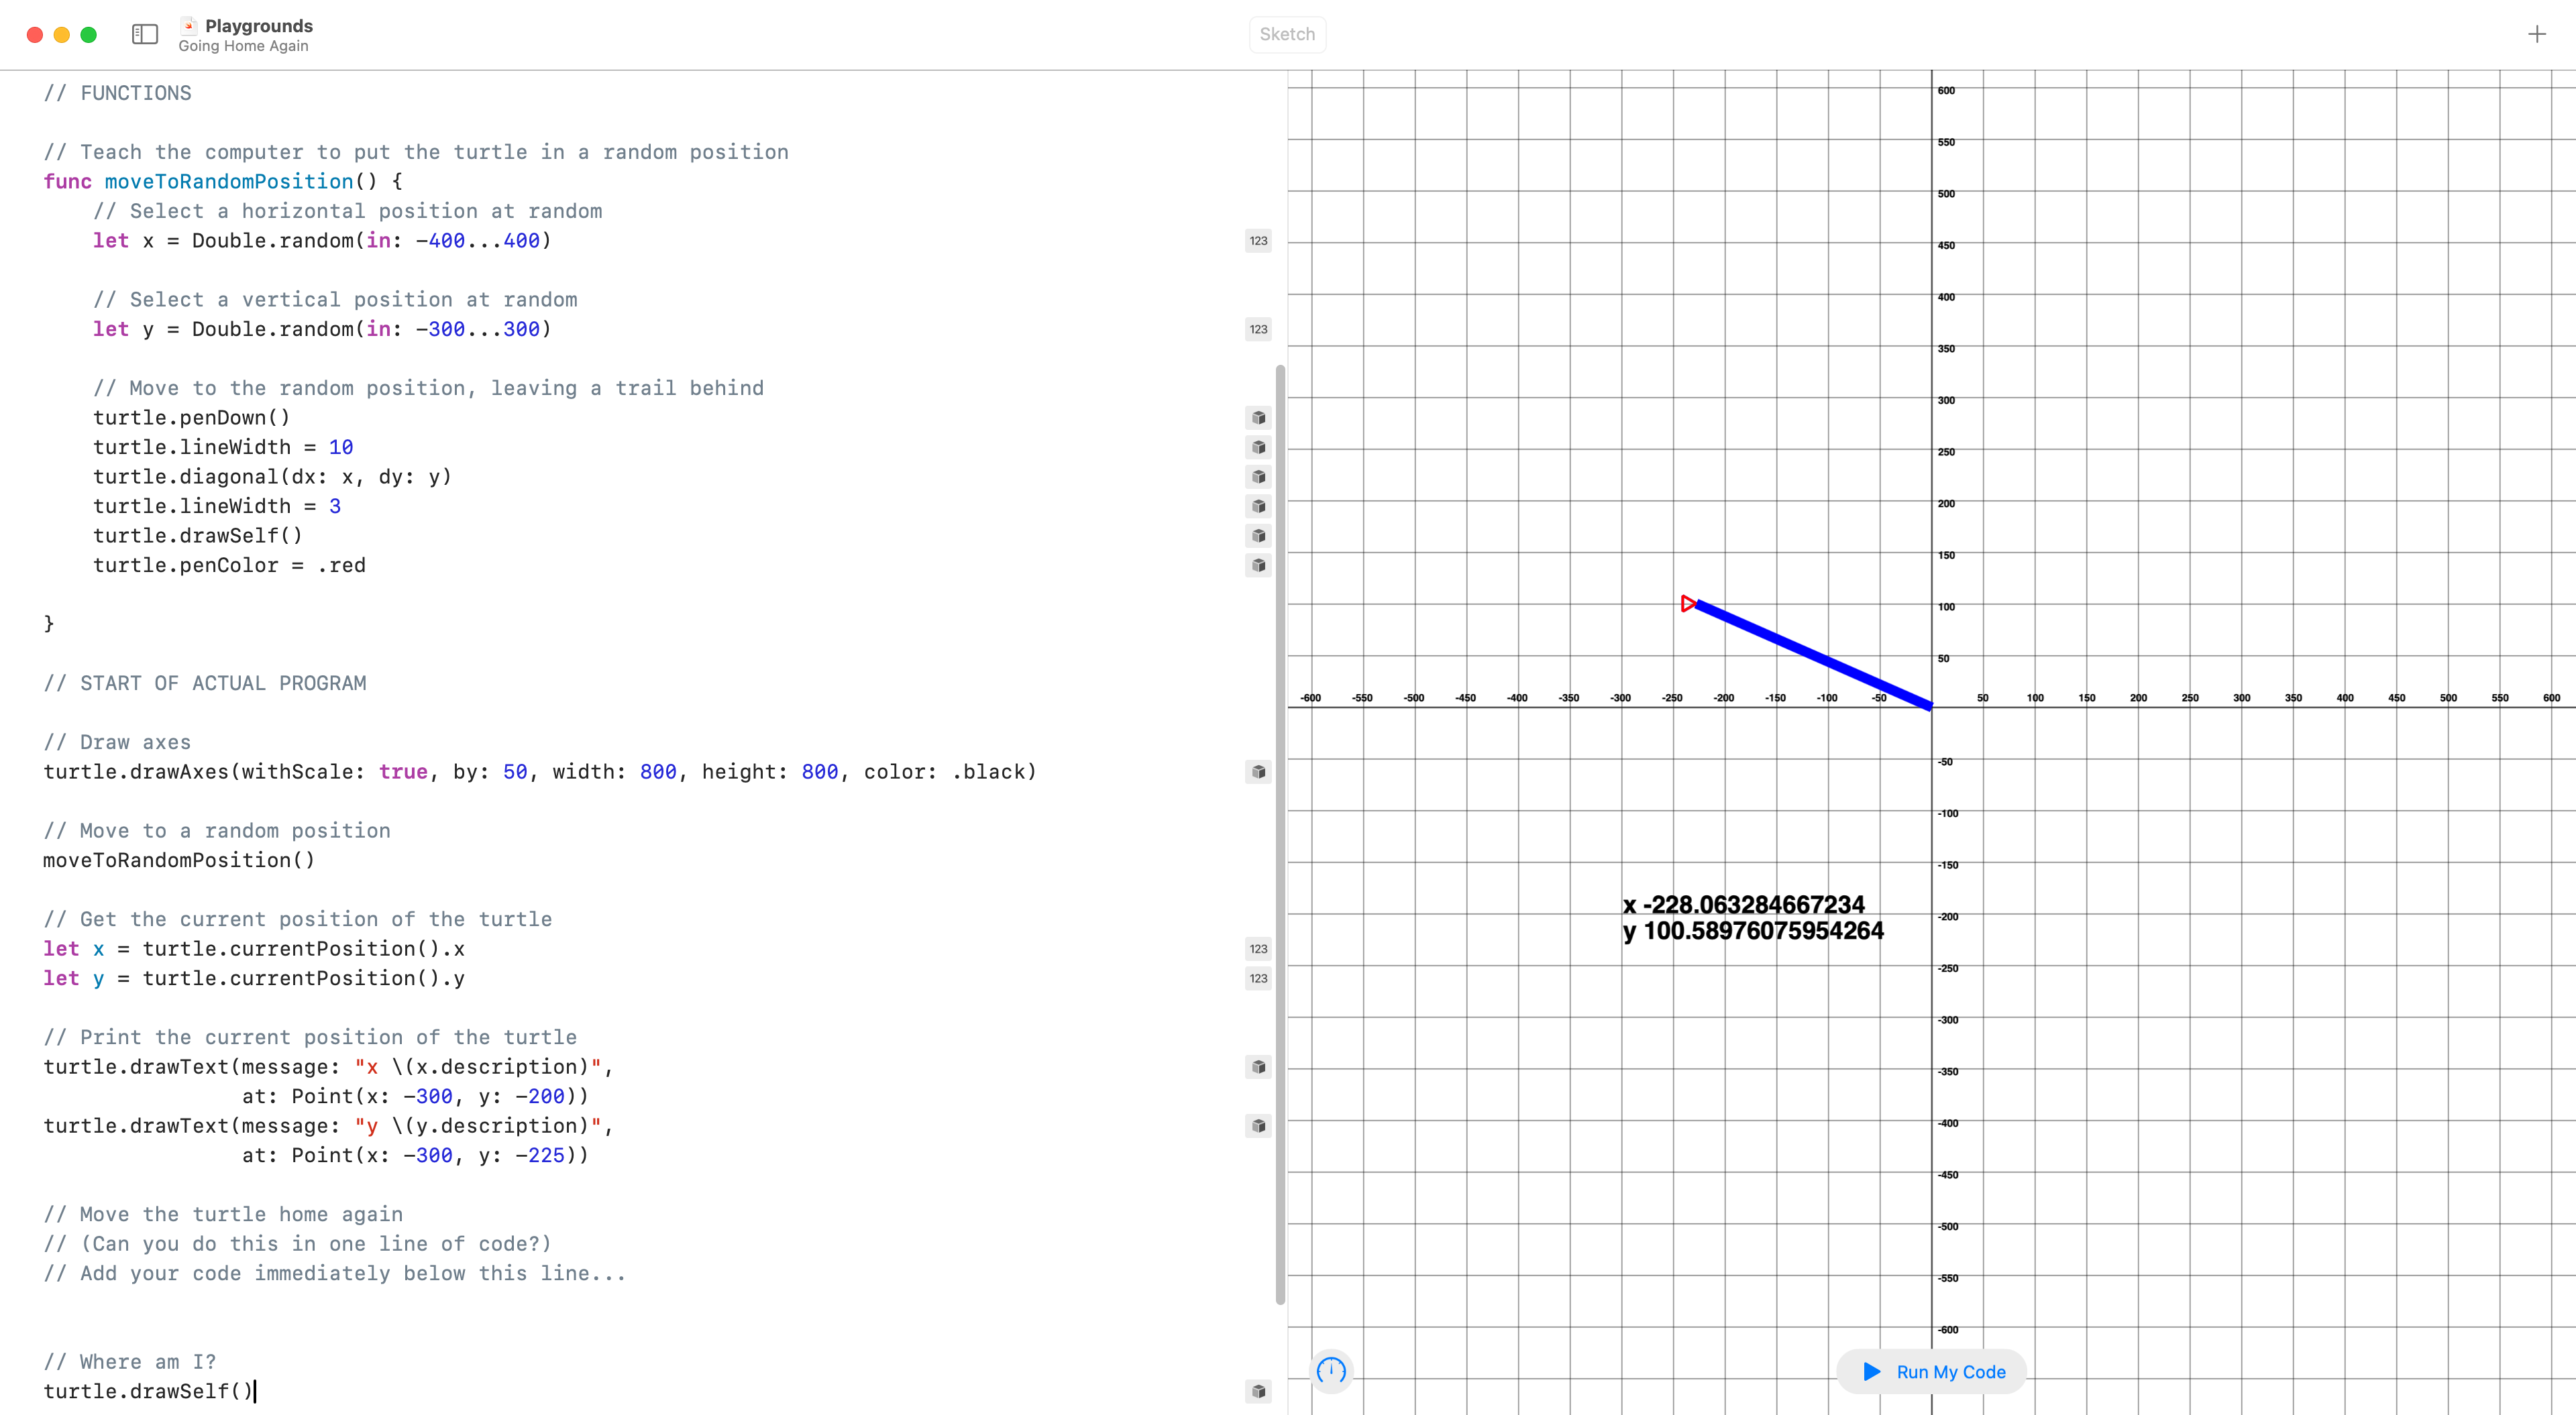 Playgrounds
Going Home Again
Sketch
// FUNCTIONS
// Teach the computer to put the turtle in a random position
func moveToRandomPosition() {
// Select a horizontal position at random
let x = Double.random(in: -400...400)
123
// Select a vertical position at random
let y = Double.random(in: -300...300)
123
// Move to the random position, leaving a trail behind
turtle.penDown()
turtle.lineWidth = 10
turtle.diagonal(dx: x, dy: y)
turtle.lineWidth = 3
turtle.drawSelf()
turtle.penColor = .red
}
// START OF ACTUAL PROGRAM
// Draw axes
turtle.drawAxes(withScale: true, by: 50, width: 800, height: 800, color: .black)
// Move to a random position
moveToRandomPosition()
// Get the current position of the turtle
let x = turtle.currentPosition().x
123
let y = turtle.currentPosition().y
123
// Print the current position of the turtle
turtle.drawText(message: "x \(x.description)",
at: Point(x: -300, y: -200))
turtle.drawText(message: "y \(y.description)",
at: Point(x: -300, y: -225))
// Move the turtle home again
// (Can you do this in one line of code?)
// Add your code immediately below this line...
// Where am I?
turtle.drawSelf()
600
550
500
450
400
350
300
250
200
150
100
50
-600 -550 -500 -450 -400 -350 -300 -250 -200 -150 -100 -50 50 100 150 200 250 300 350 400 450 500 550 600
-50
-100
-150
x -228.063284667234
-200
y 100.58976075954264
-250
-300
-350
-400
-450
-500
-550
-600
Run My Code